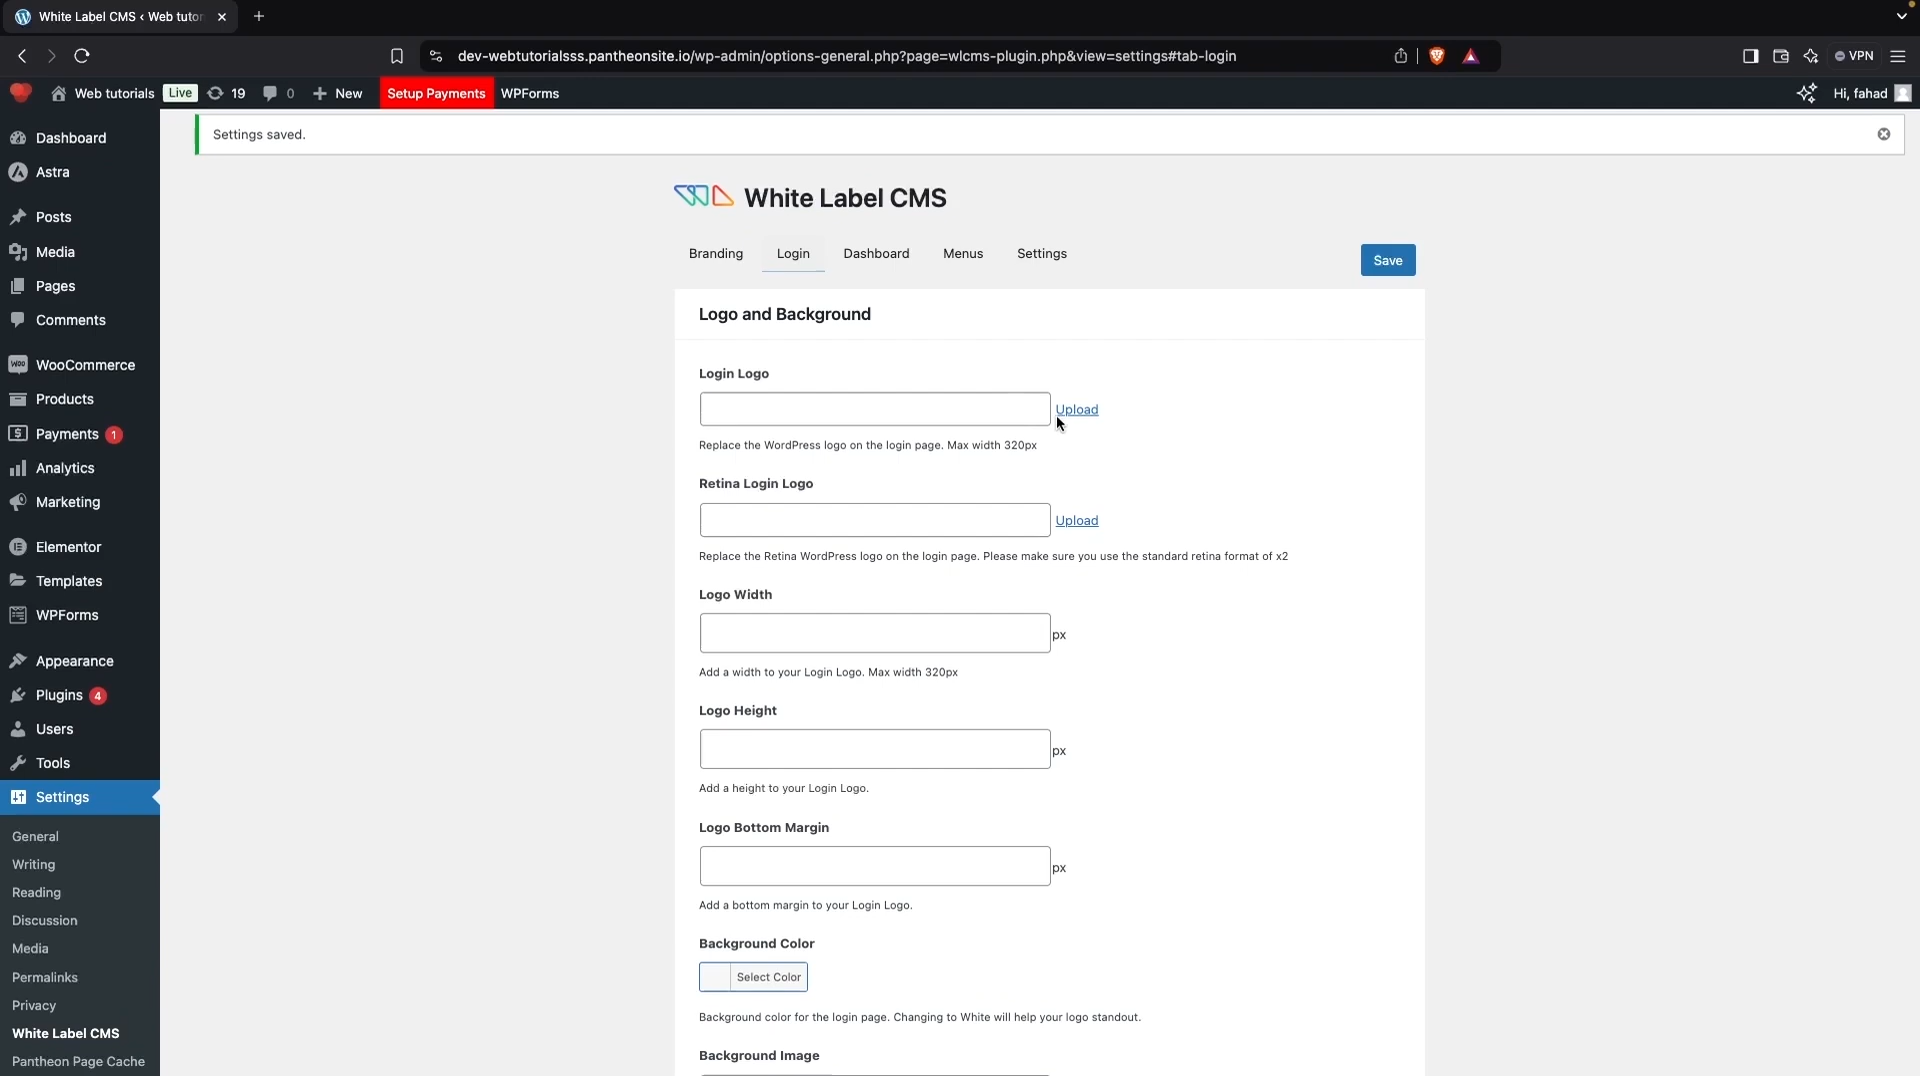 White Label CMS ‹ Web tutor
dev-webtutorialsss.pantheonsite.io/wp-admin/options-general.php?page=wlcms-plugin.php&view=settings#tab-login
VPN
Web tutorials Live 19 0 New Setup Payments WPForms Hi, fahad
Settings saved.
Dashboard
Astra
Posts
Media
Pages
Comments
WooCommerce
Products
Payments 1
Analytics
Marketing
Elementor
Templates
WPForms
Appearance
Plugins 4
Users
Tools
Settings
General
Writing
Reading
Discussion
Media
Permalinks
Privacy
White Label CMS
Pantheon Page Cache
White Label CMS
Branding Login Dashboard Menus Settings Save
Logo and Background
Login Logo
Upload
Replace the WordPress logo on the login page. Max width 320px
Retina Login Logo
Upload
Replace the Retina WordPress logo on the login page. Please make sure you use the standard retina format of x2
Logo Width
px
Add a width to your Login Logo. Max width 320px
Logo Height
px
Add a height to your Login Logo.
Logo Bottom Margin
px
Add a bottom margin to your Login Logo.
Background Color
Select Color
Background color for the login page. Changing to White will help your logo standout.
Background Image